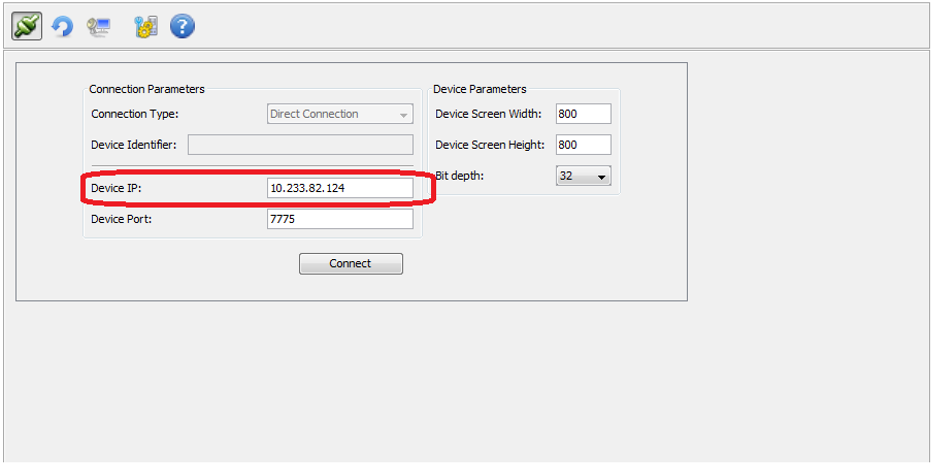 Connection Parameters
Connection Type: Direct Connection
Device Identifier:
Device IP: 10.233.82.124
Device Port: 7775
Connect
Device Parameters
Device Screen Width: 800
Device Screen Height: 800
Bit depth: 32